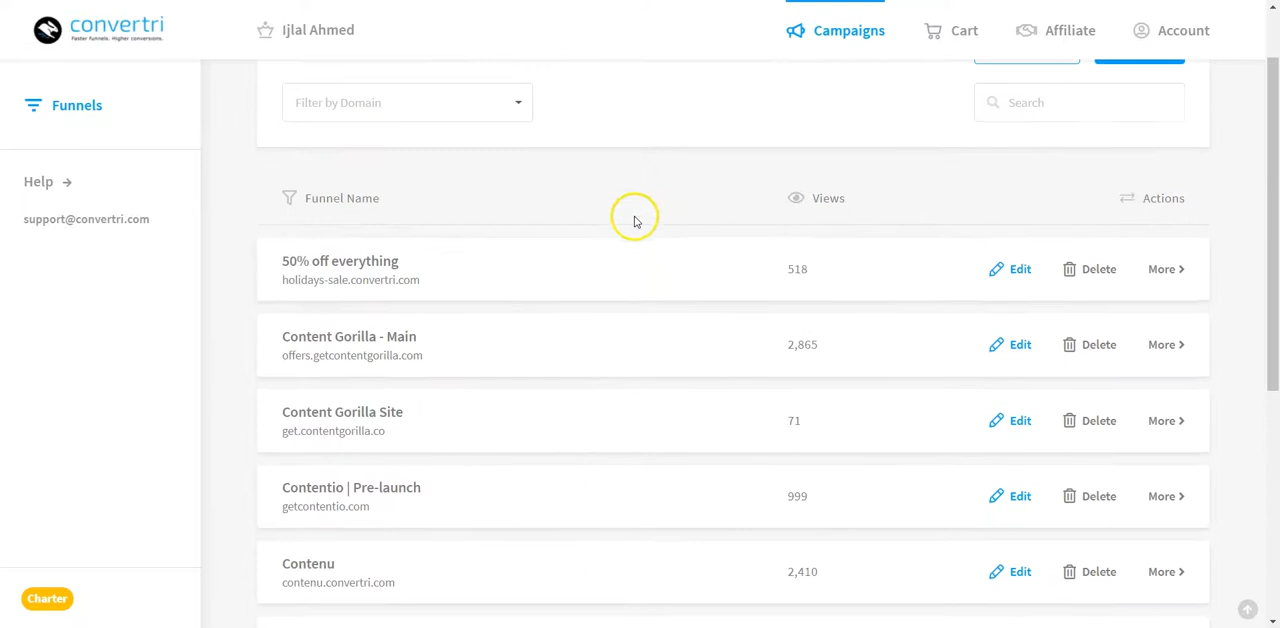 convertri
Faster funnels. Higher conversions.
Ijlal Ahmed
Campaigns
Cart
Affiliate
Account
Funnels
Help
support@convertri.com
Charter
Filter by Domain
Search
Funnel Name
Views
Actions
50% off everything
holidays-sale.convertri.com
518
Edit
Delete
More
Content Gorilla - Main
offers.getcontentgorilla.com
2,865
Edit
Delete
More
Content Gorilla Site
get.contentgorilla.co
71
Edit
Delete
More
Contentio | Pre-launch
getcontentio.com
999
Edit
Delete
More
Contenu
contenu.convertri.com
2,410
Edit
Delete
More